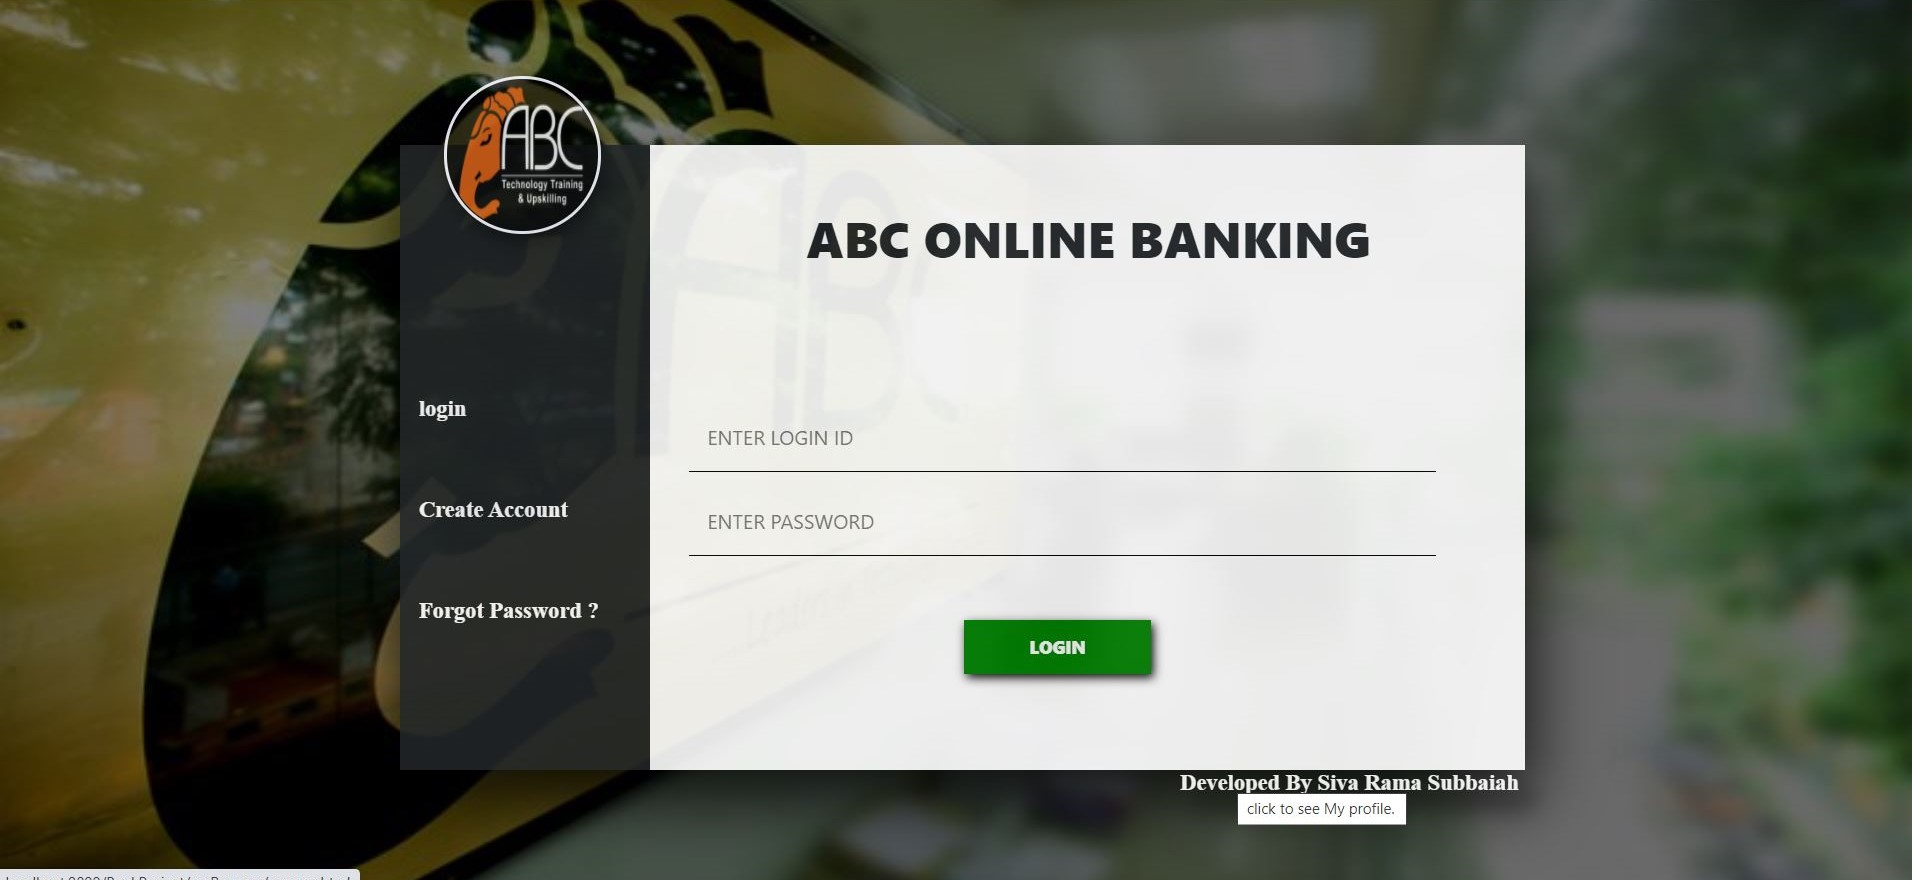 ABC
Technology Training
& Upskilling
ABC ONLINE BANKING
login
ENTER LOGIN ID
Create Account
ENTER PASSWORD
Forgot Password ?
LOGIN
Developed By Siva Rama Subbaiah
click to see My profile.